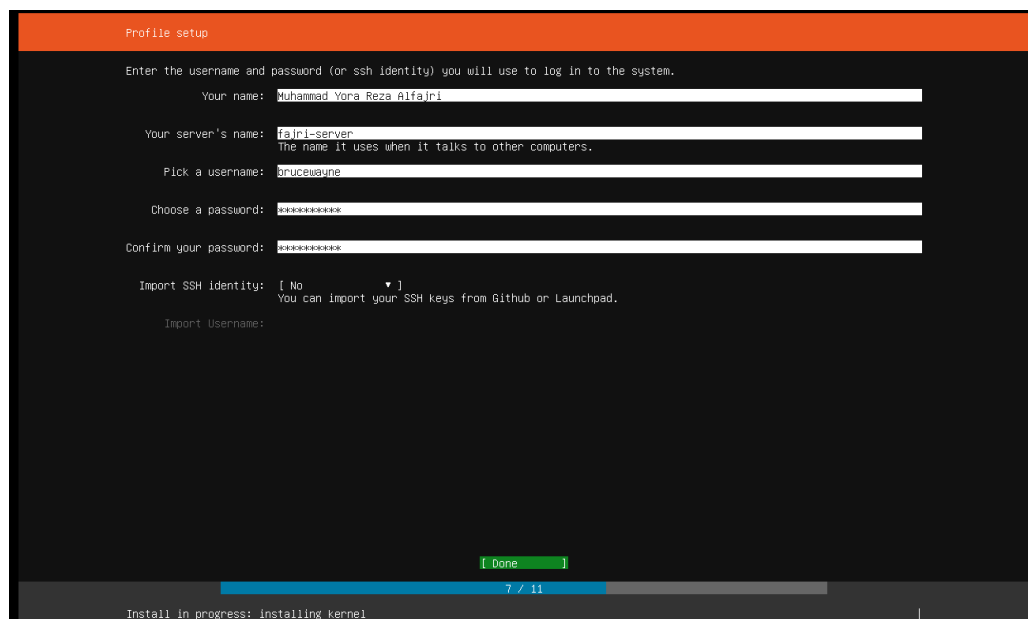 Profile setup
Enter the username and password (or ssh identity) you will use to log in to the system.
Your name: Muhammad Yora Reza Alfajri
Your server's name: fajri-server
The name it uses when it talks to other computers.
Pick a username: brucewayne
Choose a password: **********
Confirm your password: **********
Import SSH identity: [ No ▾ ]
You can import your SSH keys from Github or Launchpad.
Import Username:
[ Done ]
7 / 11
Install in progress: installing kernel |